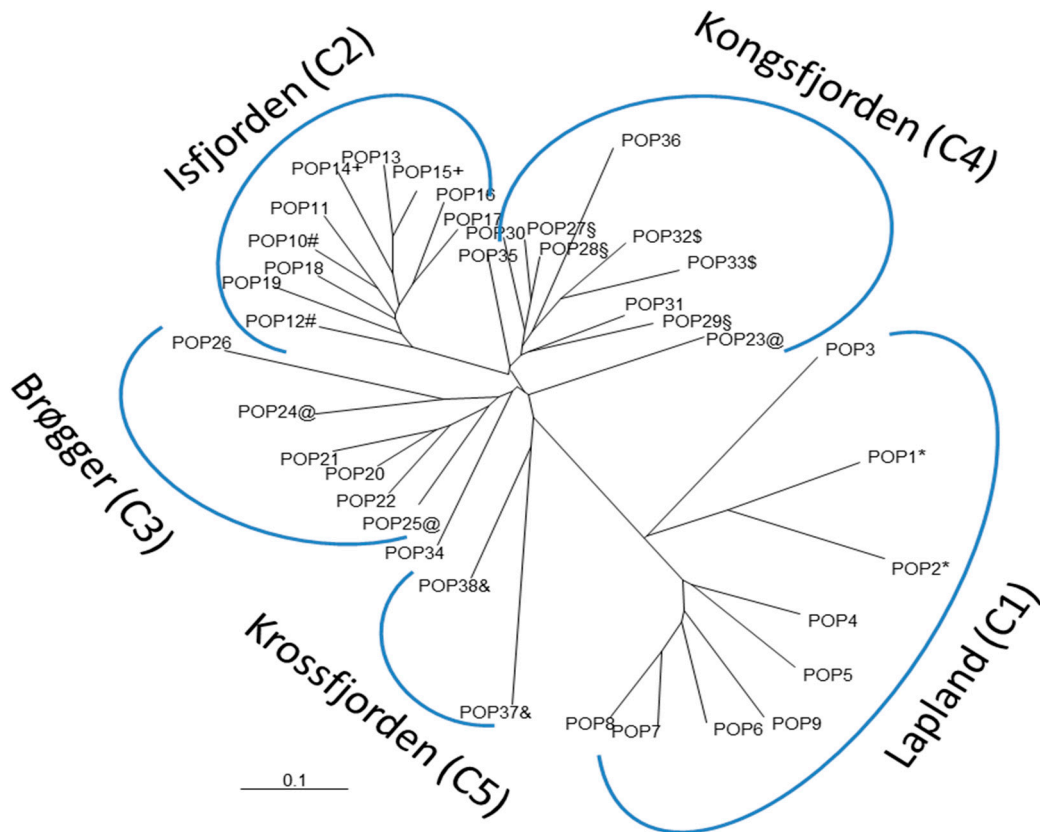 Isfjorden (C2)
Kongsfjorden (C4)
POP36
POP13
POP14+
POP15+
POP16
POP11
POP17
POP30
POP27§
POP10#
POP32$
POP28§
POP35
POP18
POP33$
POP19
POP31
POP12#
POP29§
POP23@
POP26
POP3
Brøgger (C3)
POP24@
POP1*
POP21
POP20
POP22
POP25@
POP34
POP2*
POP38&
Krossfjorden (C5)
POP4
Lapland (C1)
POP5
POP37&
POP8
POP7
POP6
POP9
0.1